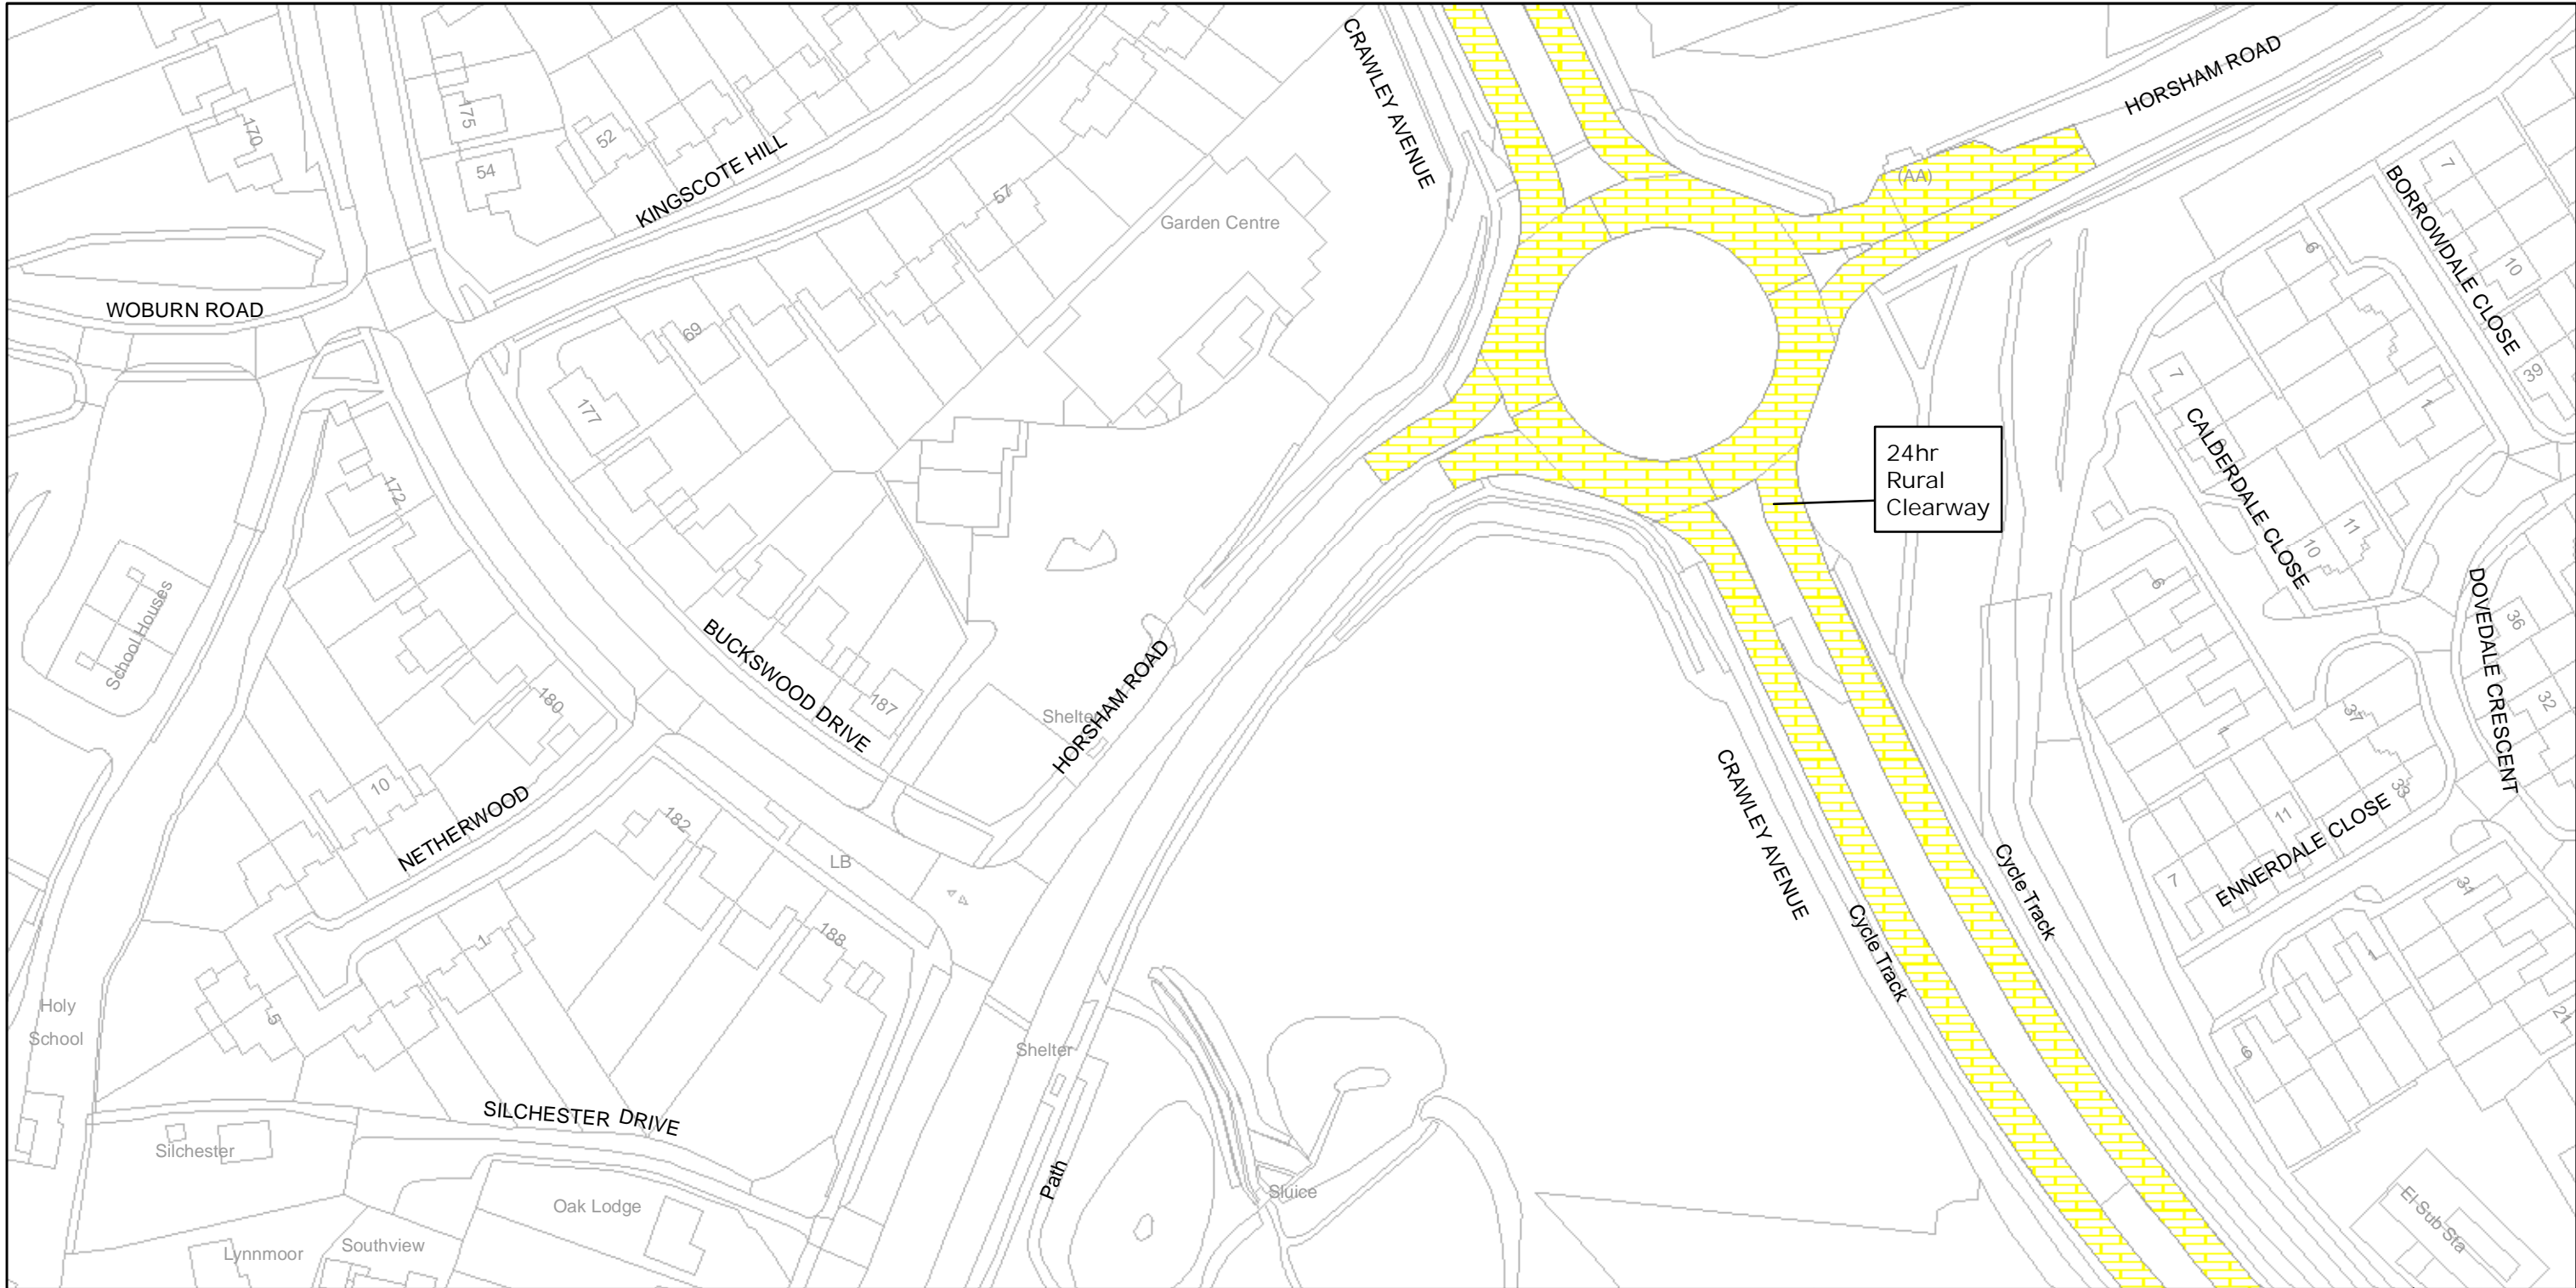 CRAWLEY AVENUE
HORSHAM ROAD
170
175
52
54
KINGSCOTE HILL
57
Garden Centre
(AA)
7
BORROWDALE CLOSE
6
10
WOBURN ROAD
69
177
39
7
1
CALDERDALE CLOSE
24hr
Rural
Clearway
172
11
10
School Houses
6
DOVEDALE CRESCENT
36
BUCKSWOOD DRIVE
HORSHAM ROAD
180
187
Shelter
32
37
1
CRAWLEY AVENUE
10
NETHERWOOD
182
33
11
ENNERDALE CLOSE
LB
Cycle Track
7
31
188
Cycle Track
1
1
Holy
School
5
21
6
Shelter
SILCHESTER DRIVE
Silchester
Path
Sluice
Oak Lodge
El Sub Sta
Southview
Lynnmoor